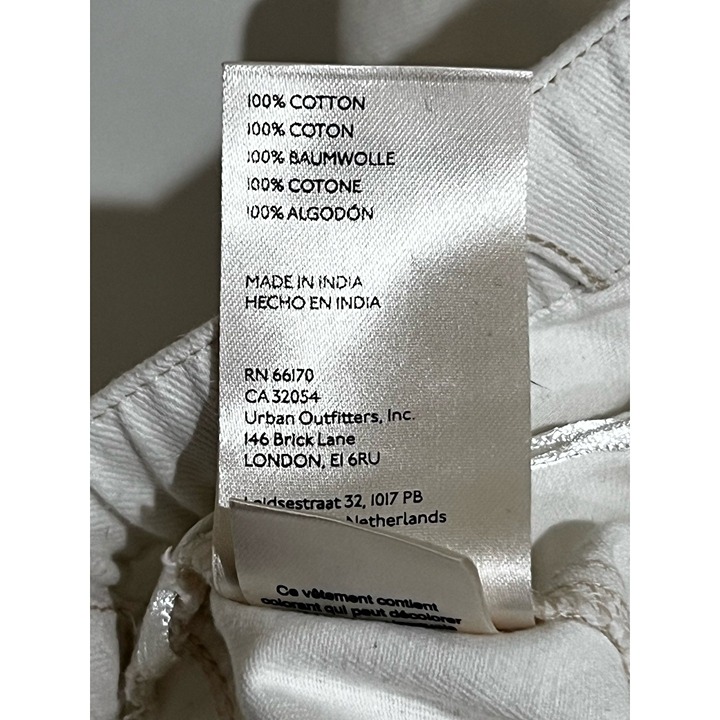 100% COTTON
100% COTON
100% BAUMWOLLE
100% COTONE
100% ALGODÓN
MADE IN INDIA
HECHO EN INDIA
RN 66170
CA 32054
Urban Outfitters, Inc.
146 Brick Lane
LONDON, E1 6RU
Leidsestraat 32, 1017 PB
Netherlands
Ce vêtement contient
colorant qui peut décolorer